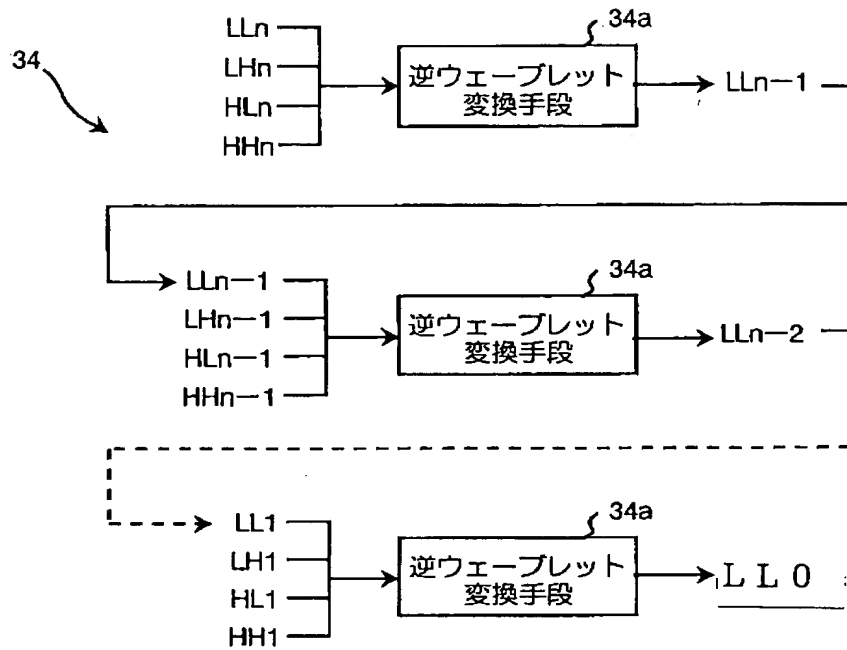 34
LLn
LHn
HLn
HHn
34a
逆ウェーブレット
変換手段
LLn−1
LLn−1
LHn−1
HLn−1
HHn−1
34a
逆ウェーブレット
変換手段
LLn−2
LL1
LH1
HL1
HH1
34a
逆ウェーブレット
変換手段
LL0